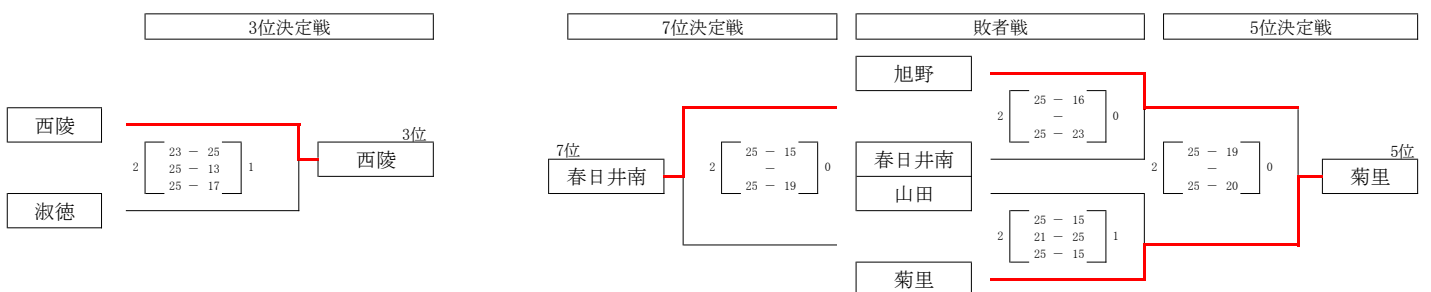 3位決定戦
7位決定戦
敗者戦
5位決定戦
西陵
淑徳
2
23 － 25
25 － 13
25 － 17
1
3位
西陵
7位
春日井南
2
25 － 15
－
25 － 19
0
旭野
春日井南
山田
菊里
2
25 － 16
－
25 － 23
0
2
25 － 15
21 － 25
25 － 15
1
2
25 － 19
－
25 － 20
0
5位
菊里